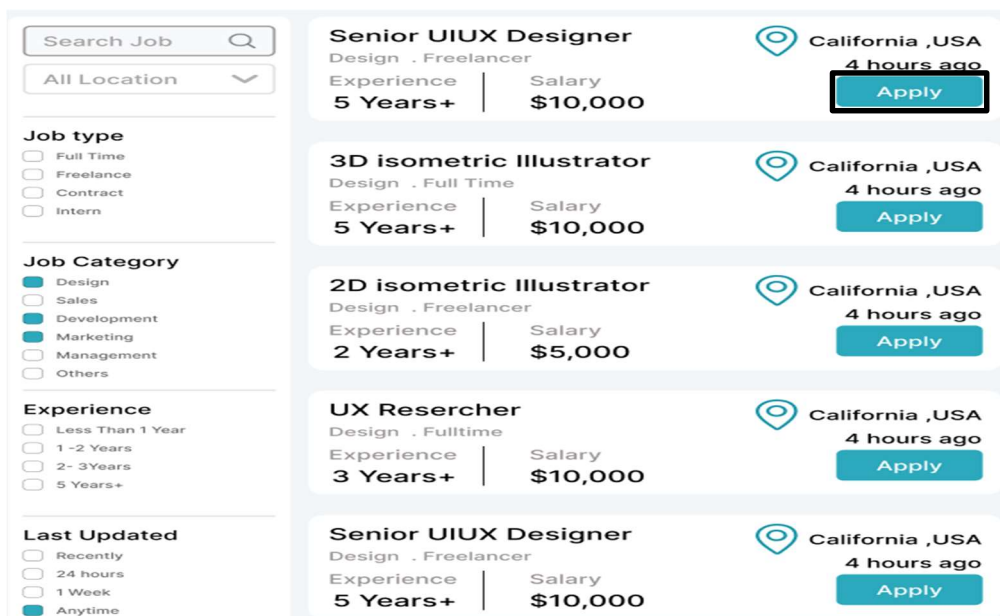 Search Job
All Location
Job type
Full Time
Freelance
Contract
Intern
Job Category
Design
Sales
Development
Marketing
Management
Others
Experience
Less Than 1 Year
1 -2 Years
2- 3Years
5 Years+
Last Updated
Recently
24 hours
1 Week
Anytime
Senior UIUX Designer
Design . Freelancer
Experience Salary
5 Years+ $10,000
California ,USA
4 hours ago
Apply
3D isometric Illustrator
Design . Full Time
Experience Salary
5 Years+ $10,000
California ,USA
4 hours ago
Apply
2D isometric Illustrator
Design . Freelancer
Experience Salary
2 Years+ $5,000
California ,USA
4 hours ago
Apply
UX Resercher
Design . Fulltime
Experience Salary
3 Years+ $10,000
California ,USA
4 hours ago
Apply
Senior UIUX Designer
Design . Freelancer
Experience Salary
5 Years+ $10,000
California ,USA
4 hours ago
Apply